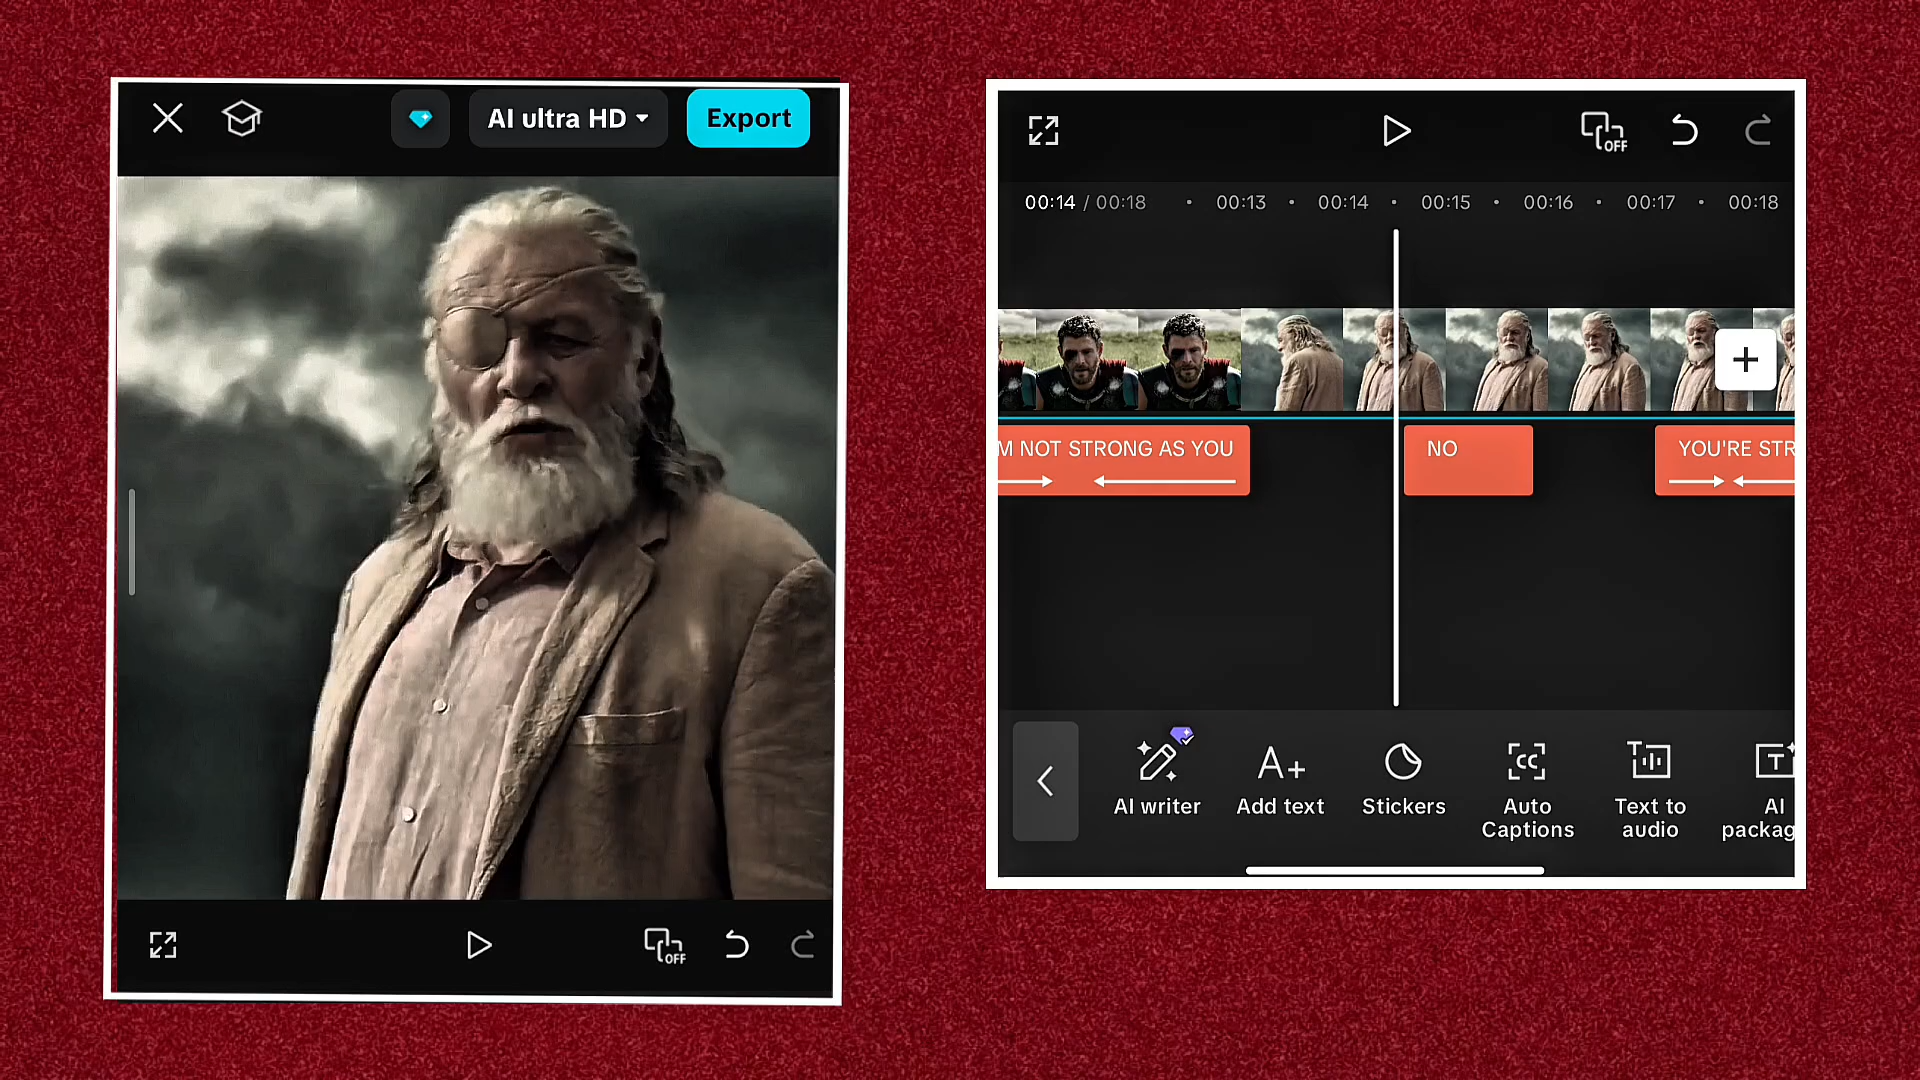 AI ultra HD
Export
OFF
OFF
00:14 / 00:18
00:13
00:14
00:15
00:16
00:17
00:18
M NOT STRONG AS YOU
NO
YOU'RE STR
AI writer
A+
Add text
Stickers
CC
Auto
Captions
T
Text to
audio
T
AI
packag